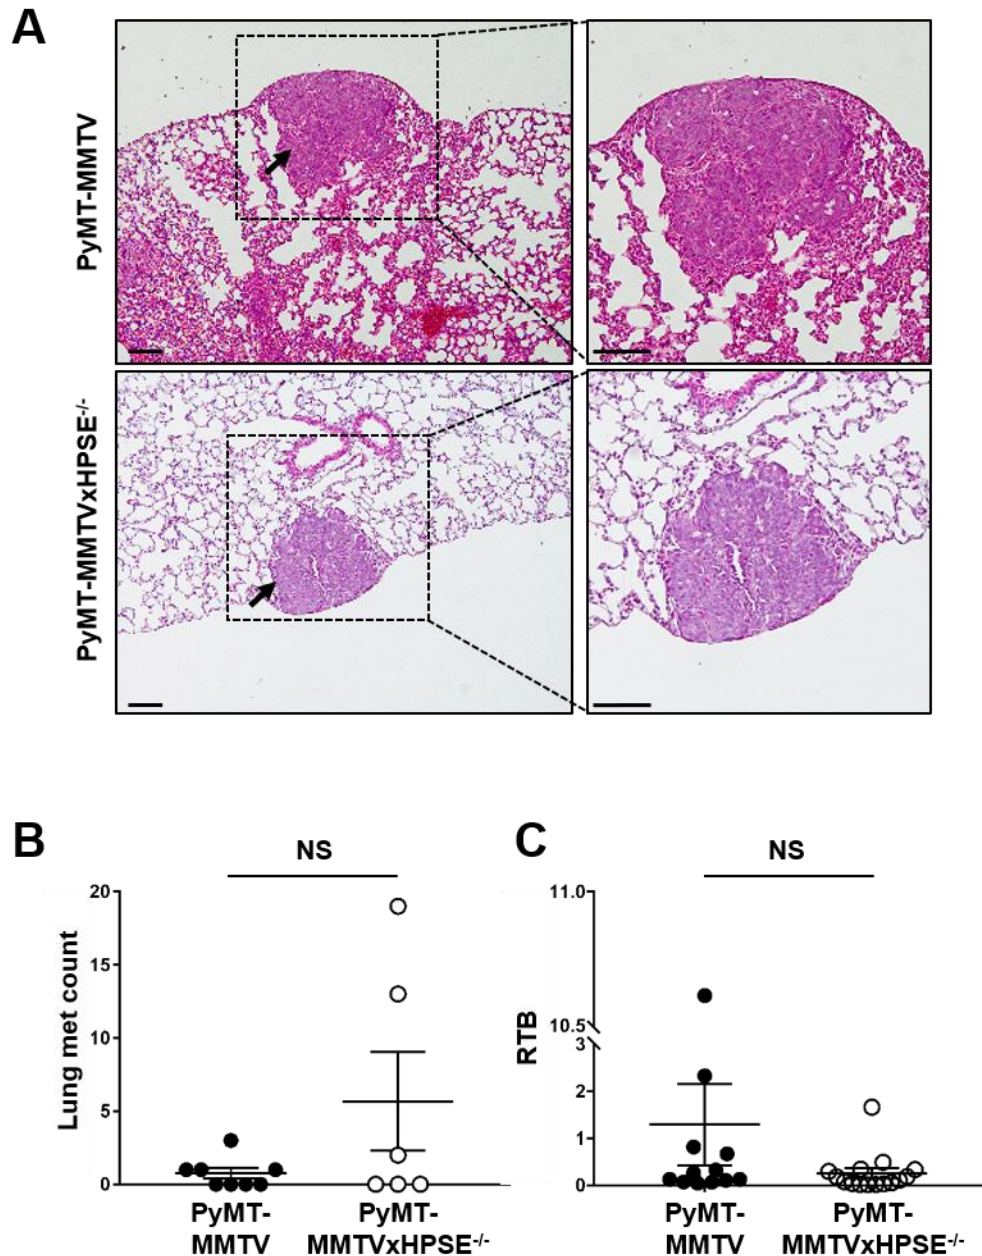 A
PyMT-MMTV
PyMT-MMTVxHPSE-/-
B
NS
Lung met count
20
15
10
5
0
PyMT-
MMTV
PyMT-
MMTVxHPSE-/-
C
NS
RTB
11.0
10.5
3
2
1
0
PyMT-
MMTV
PyMT-
MMTVxHPSE-/-